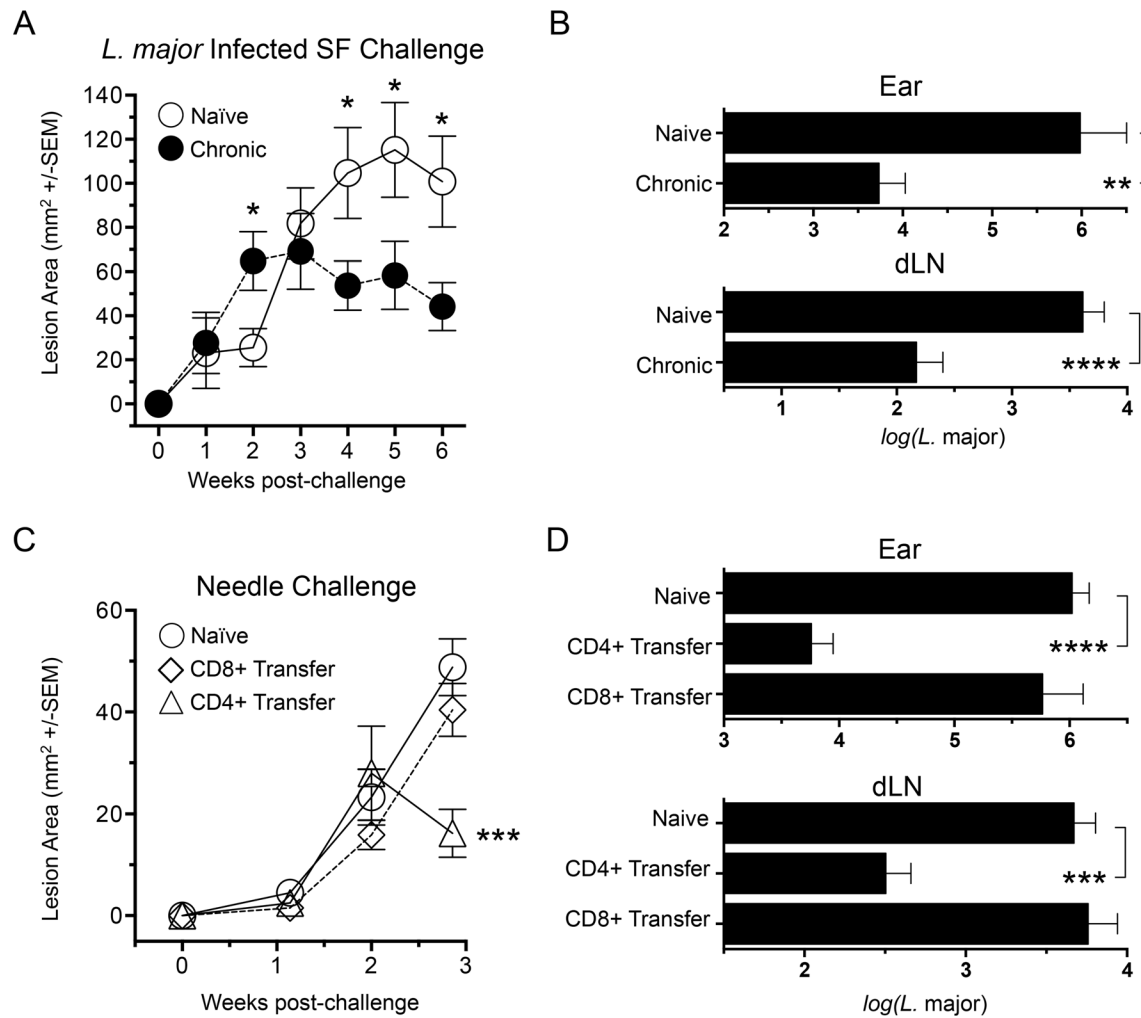 A
L. major Infected SF Challenge
Lesion Area (mm² +/-SEM)
140
120
100
80
60
40
20
0
Naïve
Chronic
*
*
*
*
0 1 2 3 4 5 6
Weeks post-challenge
B
Ear
Naive
Chronic
**
2 3 4 5 6
dLN
Naive
Chronic
****
1 2 3 4
log(L. major)
C
Needle Challenge
Lesion Area (mm² +/-SEM)
60
40
20
0
Naïve
CD8+ Transfer
CD4+ Transfer
***
0 1 2 3
Weeks post-challenge
D
Ear
Naive
CD4+ Transfer
CD8+ Transfer
****
3 4 5 6
dLN
Naive
CD4+ Transfer
CD8+ Transfer
***
2 3 4
log(L. major)